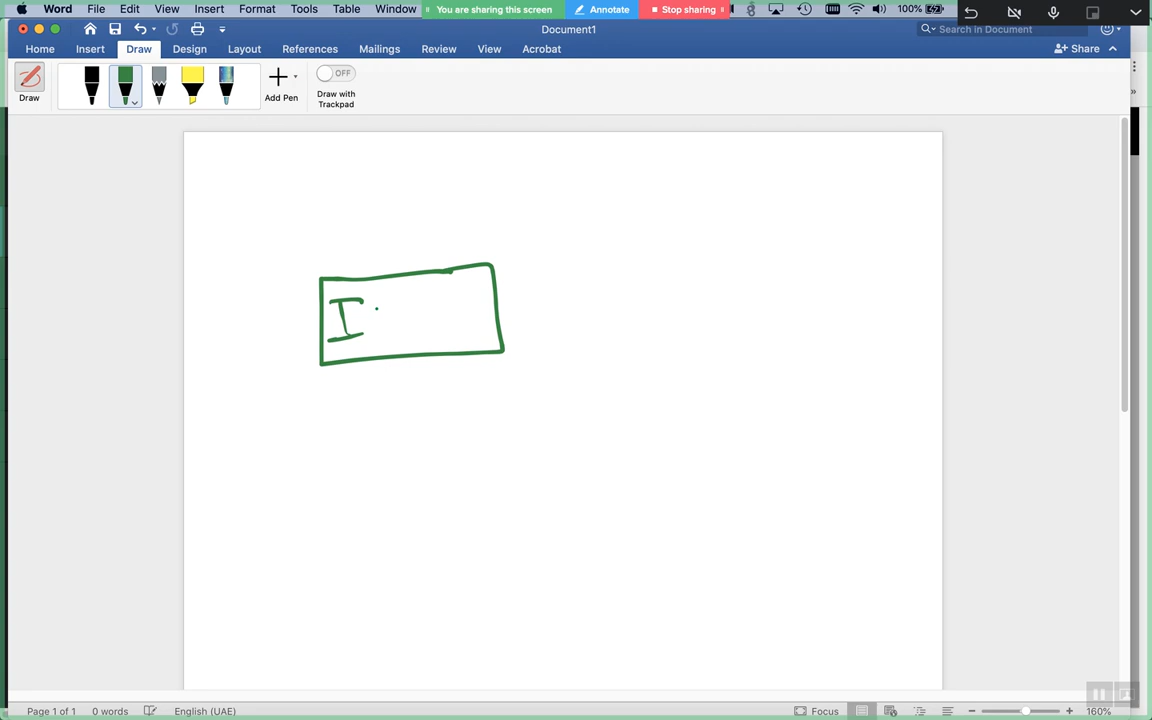 Word File Edit View Insert Format Tools Table Window You are sharing this screen Annotate Stop sharing 100%
Document1 Search in Document
Home Insert Draw Design Layout References Mailings Review View Acrobat Share
Draw Add Pen OFF Draw with Trackpad
I
Page 1 of 1 0 words English (UAE) Focus 160%